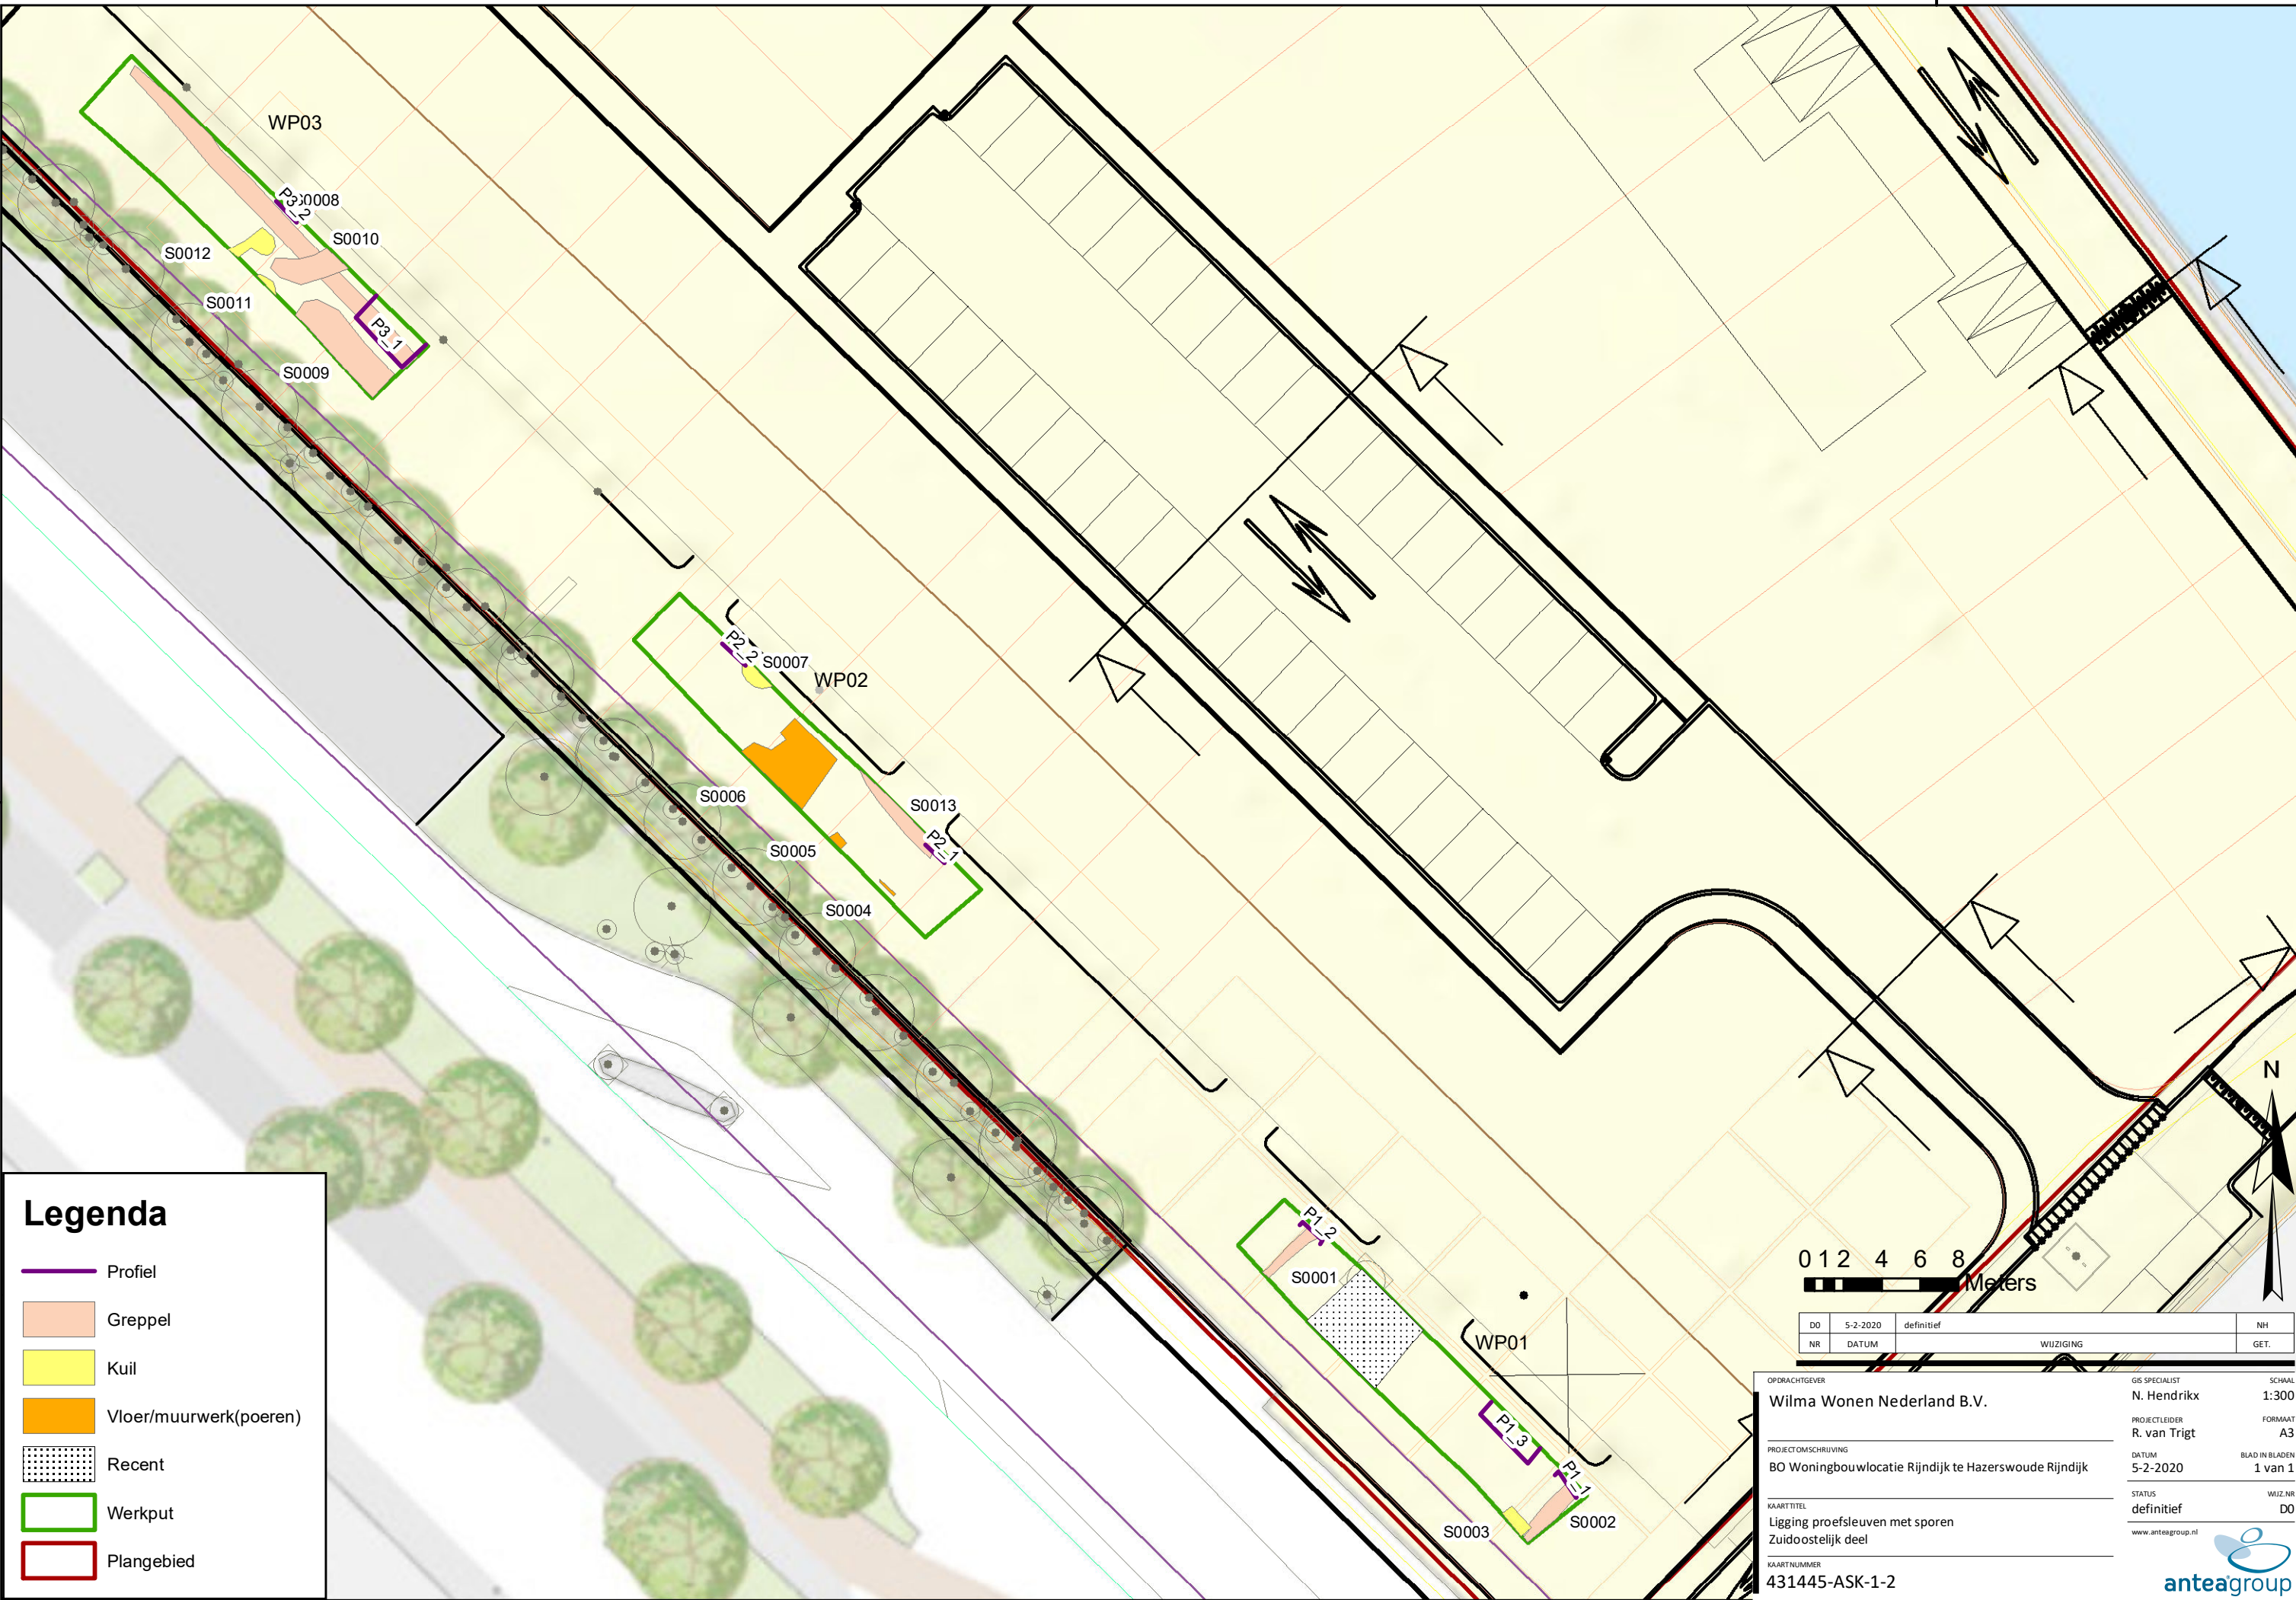 WP03
P3_2
S0008
S0010
S0012
S0011
P3_1
S0009
P2_2
S0007
WP02
S0006
S0013
P2_1
S0005
S0004
P1_2
S0001
WP01
P1_3
P1_1
S0003
S0002
N
0 1 2 4 6 8
Meters
Legenda
Profiel
Greppel
Kuil
Vloer/muurwerk(poeren)
Recent
Werkput
Plangebied
D0 5-2-2020 definitief NH
NR DATUM WIJZIGING GET.
OPDRACHTGEVER
Wilma Wonen Nederland B.V.
PROJECTOMSCHRIJVING
BO Woningbouwlocatie Rijndijk te Hazerswoude Rijndijk
KAARTTITEL
Ligging proefsleuven met sporen
Zuidoostelijk deel
KAARTNUMMER
431445-ASK-1-2
GIS SPECIALIST SCHAAL
N. Hendrikx 1:300
PROJECTLEIDER FORMAAT
R. van Trigt A3
DATUM BLAD IN BLADEN
5-2-2020 1 van 1
STATUS WIJZ.NR
definitief D0
www.anteagroup.nl
anteagroup